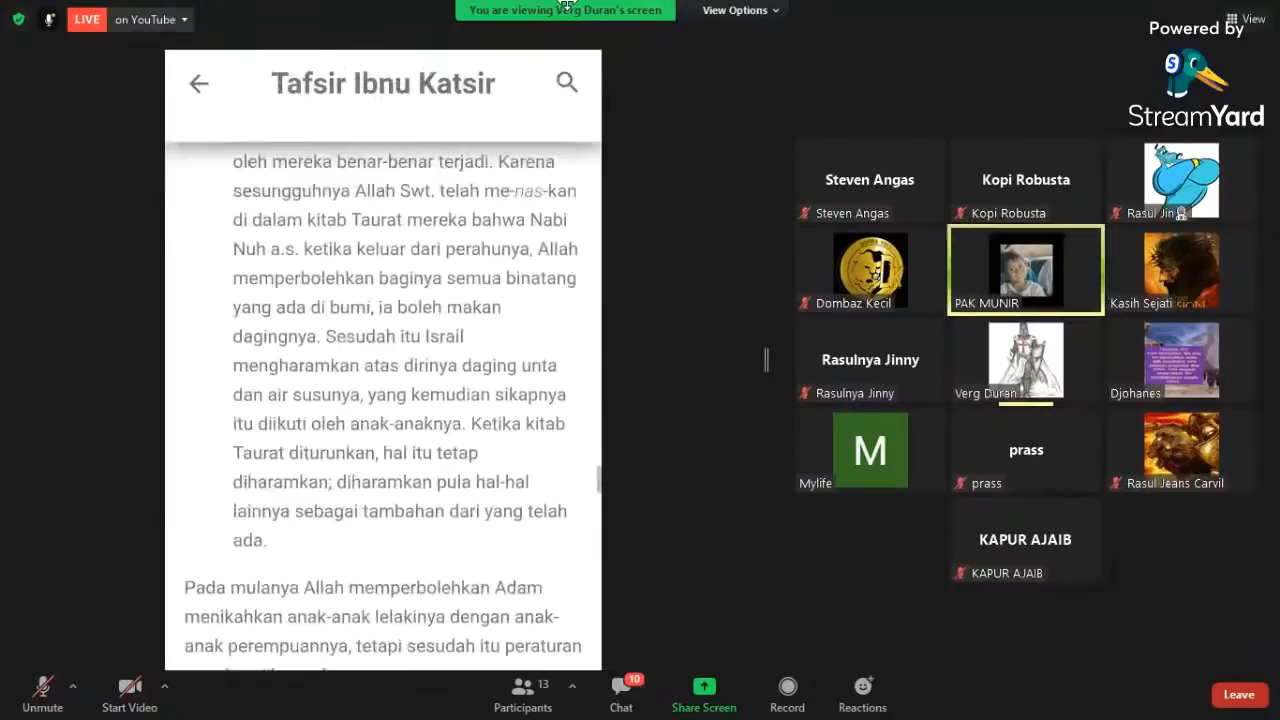 LIVE
on YouTube
You are viewing Verg Duran's screen
View Options
View
Powered by
StreamYard
Tafsir Ibnu Katsir
oleh mereka benar-benar terjadi. Karena
sesungguhnya Allah Swt. telah me-nas-kan
di dalam kitab Taurat mereka bahwa Nabi
Nuh a.s. ketika keluar dari perahunya, Allah
memperbolehkan baginya semua binatang
yang ada di bumi, ia boleh makan
dagingnya. Sesudah itu Israil
mengharamkan atas dirinya daging unta
dan air susunya, yang kemudian sikapnya
itu diikuti oleh anak-anaknya. Ketika kitab
Taurat diturunkan, hal itu tetap
diharamkan; diharamkan pula hal-hal
lainnya sebagai tambahan dari yang telah
ada.
Pada mulanya Allah memperbolehkan Adam
menikahkan anak-anak lelakinya dengan anak-
anak perempuannya, tetapi sesudah itu peraturan
Steven Angas
Steven Angas
Kopi Robusta
Kopi Robusta
Rasul Jin
Dombaz Kecil
PAK MUNIR
Kasih Sejati
Rasulnya Jinny
Rasulnya Jinny
Verg Duran
Djohanes
M
Mylife
prass
prass
Rasul Jeans Carvil
KAPUR AJAIB
KAPUR AJAIB
Unmute
Start Video
13
Participants
10
Chat
Share Screen
Record
Reactions
Leave